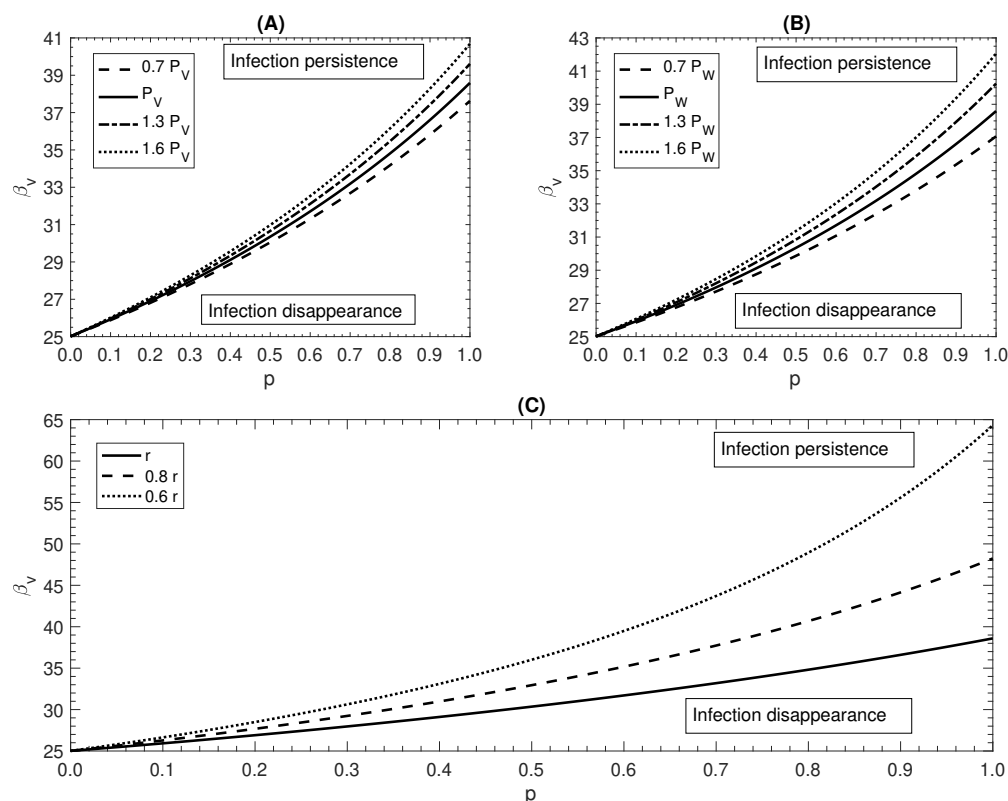 (A)
Infection persistence
0.7 P_V
P_V
1.3 P_V
1.6 P_V
β_v
41
39
37
35
33
31
29
27
25
Infection disappearance
0.0 0.1 0.2 0.3 0.4 0.5 0.6 0.7 0.8 0.9 1.0
p
(B)
Infection persistence
0.7 P_W
P_W
1.3 P_W
1.6 P_W
β_v
43
41
39
37
35
33
31
29
27
25
Infection disappearance
0.0 0.1 0.2 0.3 0.4 0.5 0.6 0.7 0.8 0.9 1.0
p
(C)
Infection persistence
r
0.8 r
0.6 r
β_v
65
60
55
50
45
40
35
30
25
Infection disappearance
0.0 0.1 0.2 0.3 0.4 0.5 0.6 0.7 0.8 0.9 1.0
p